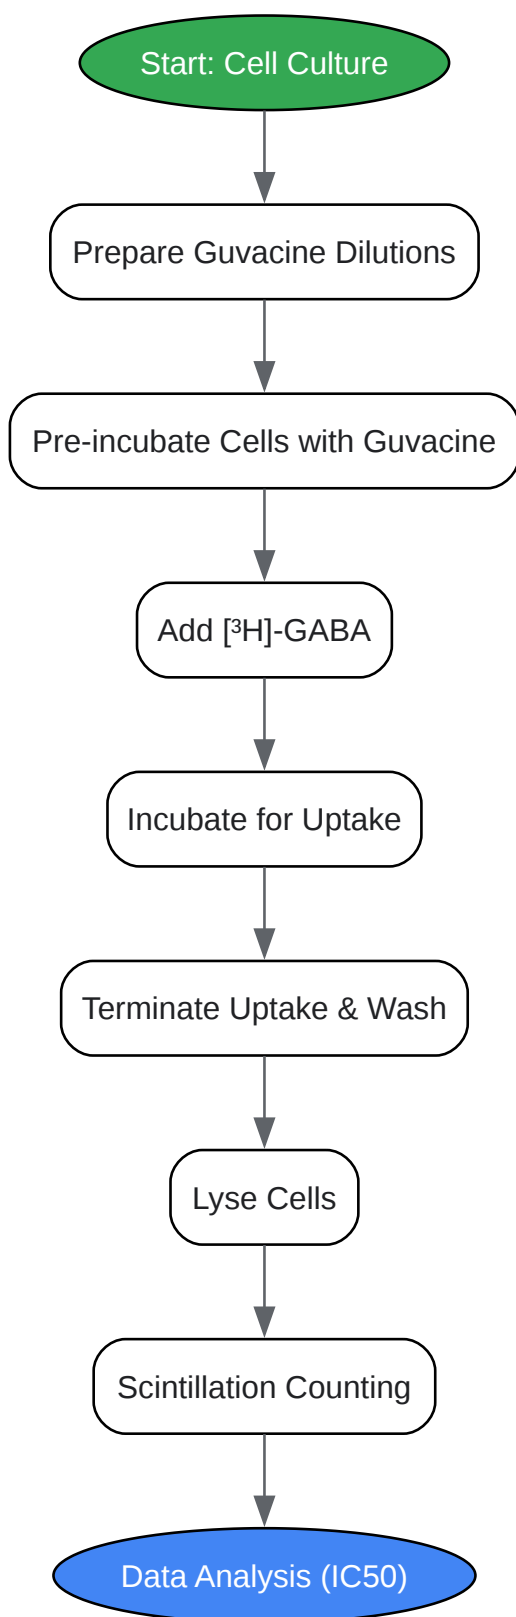 Start: Cell Culture
Prepare Guvacine Dilutions
Pre-incubate Cells with Guvacine
Add [³H]-GABA
Incubate for Uptake
Terminate Uptake & Wash
Lyse Cells
Scintillation Counting
Data Analysis (IC50)